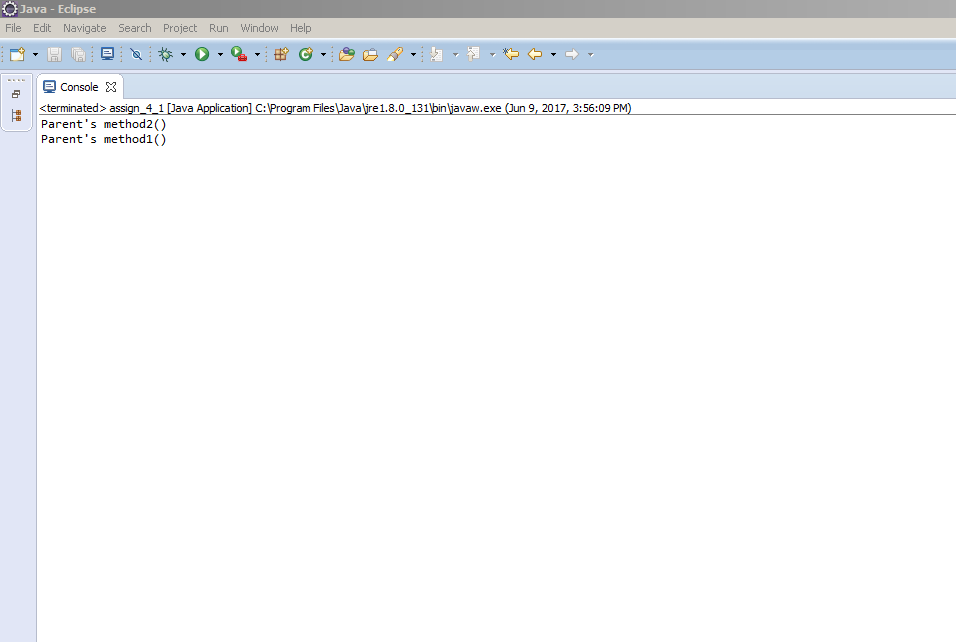 Java - Eclipse
File Edit Navigate Search Project Run Window Help
Console
<terminated> assign_4_1 [Java Application] C:\Program Files\Java\jre1.8.0_131\bin\javaw.exe (Jun 9, 2017, 3:56:09 PM)
Parent's method2()
Parent's method1()